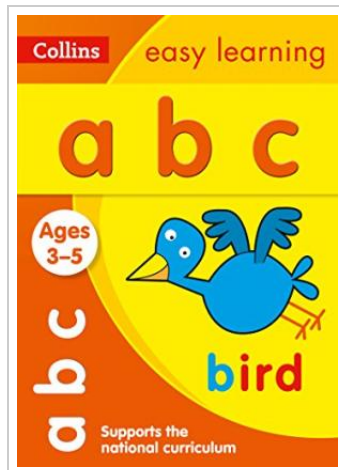 Collins easy learning
a b c
Ages
3–5
bird
a b c
Supports the
national curriculum